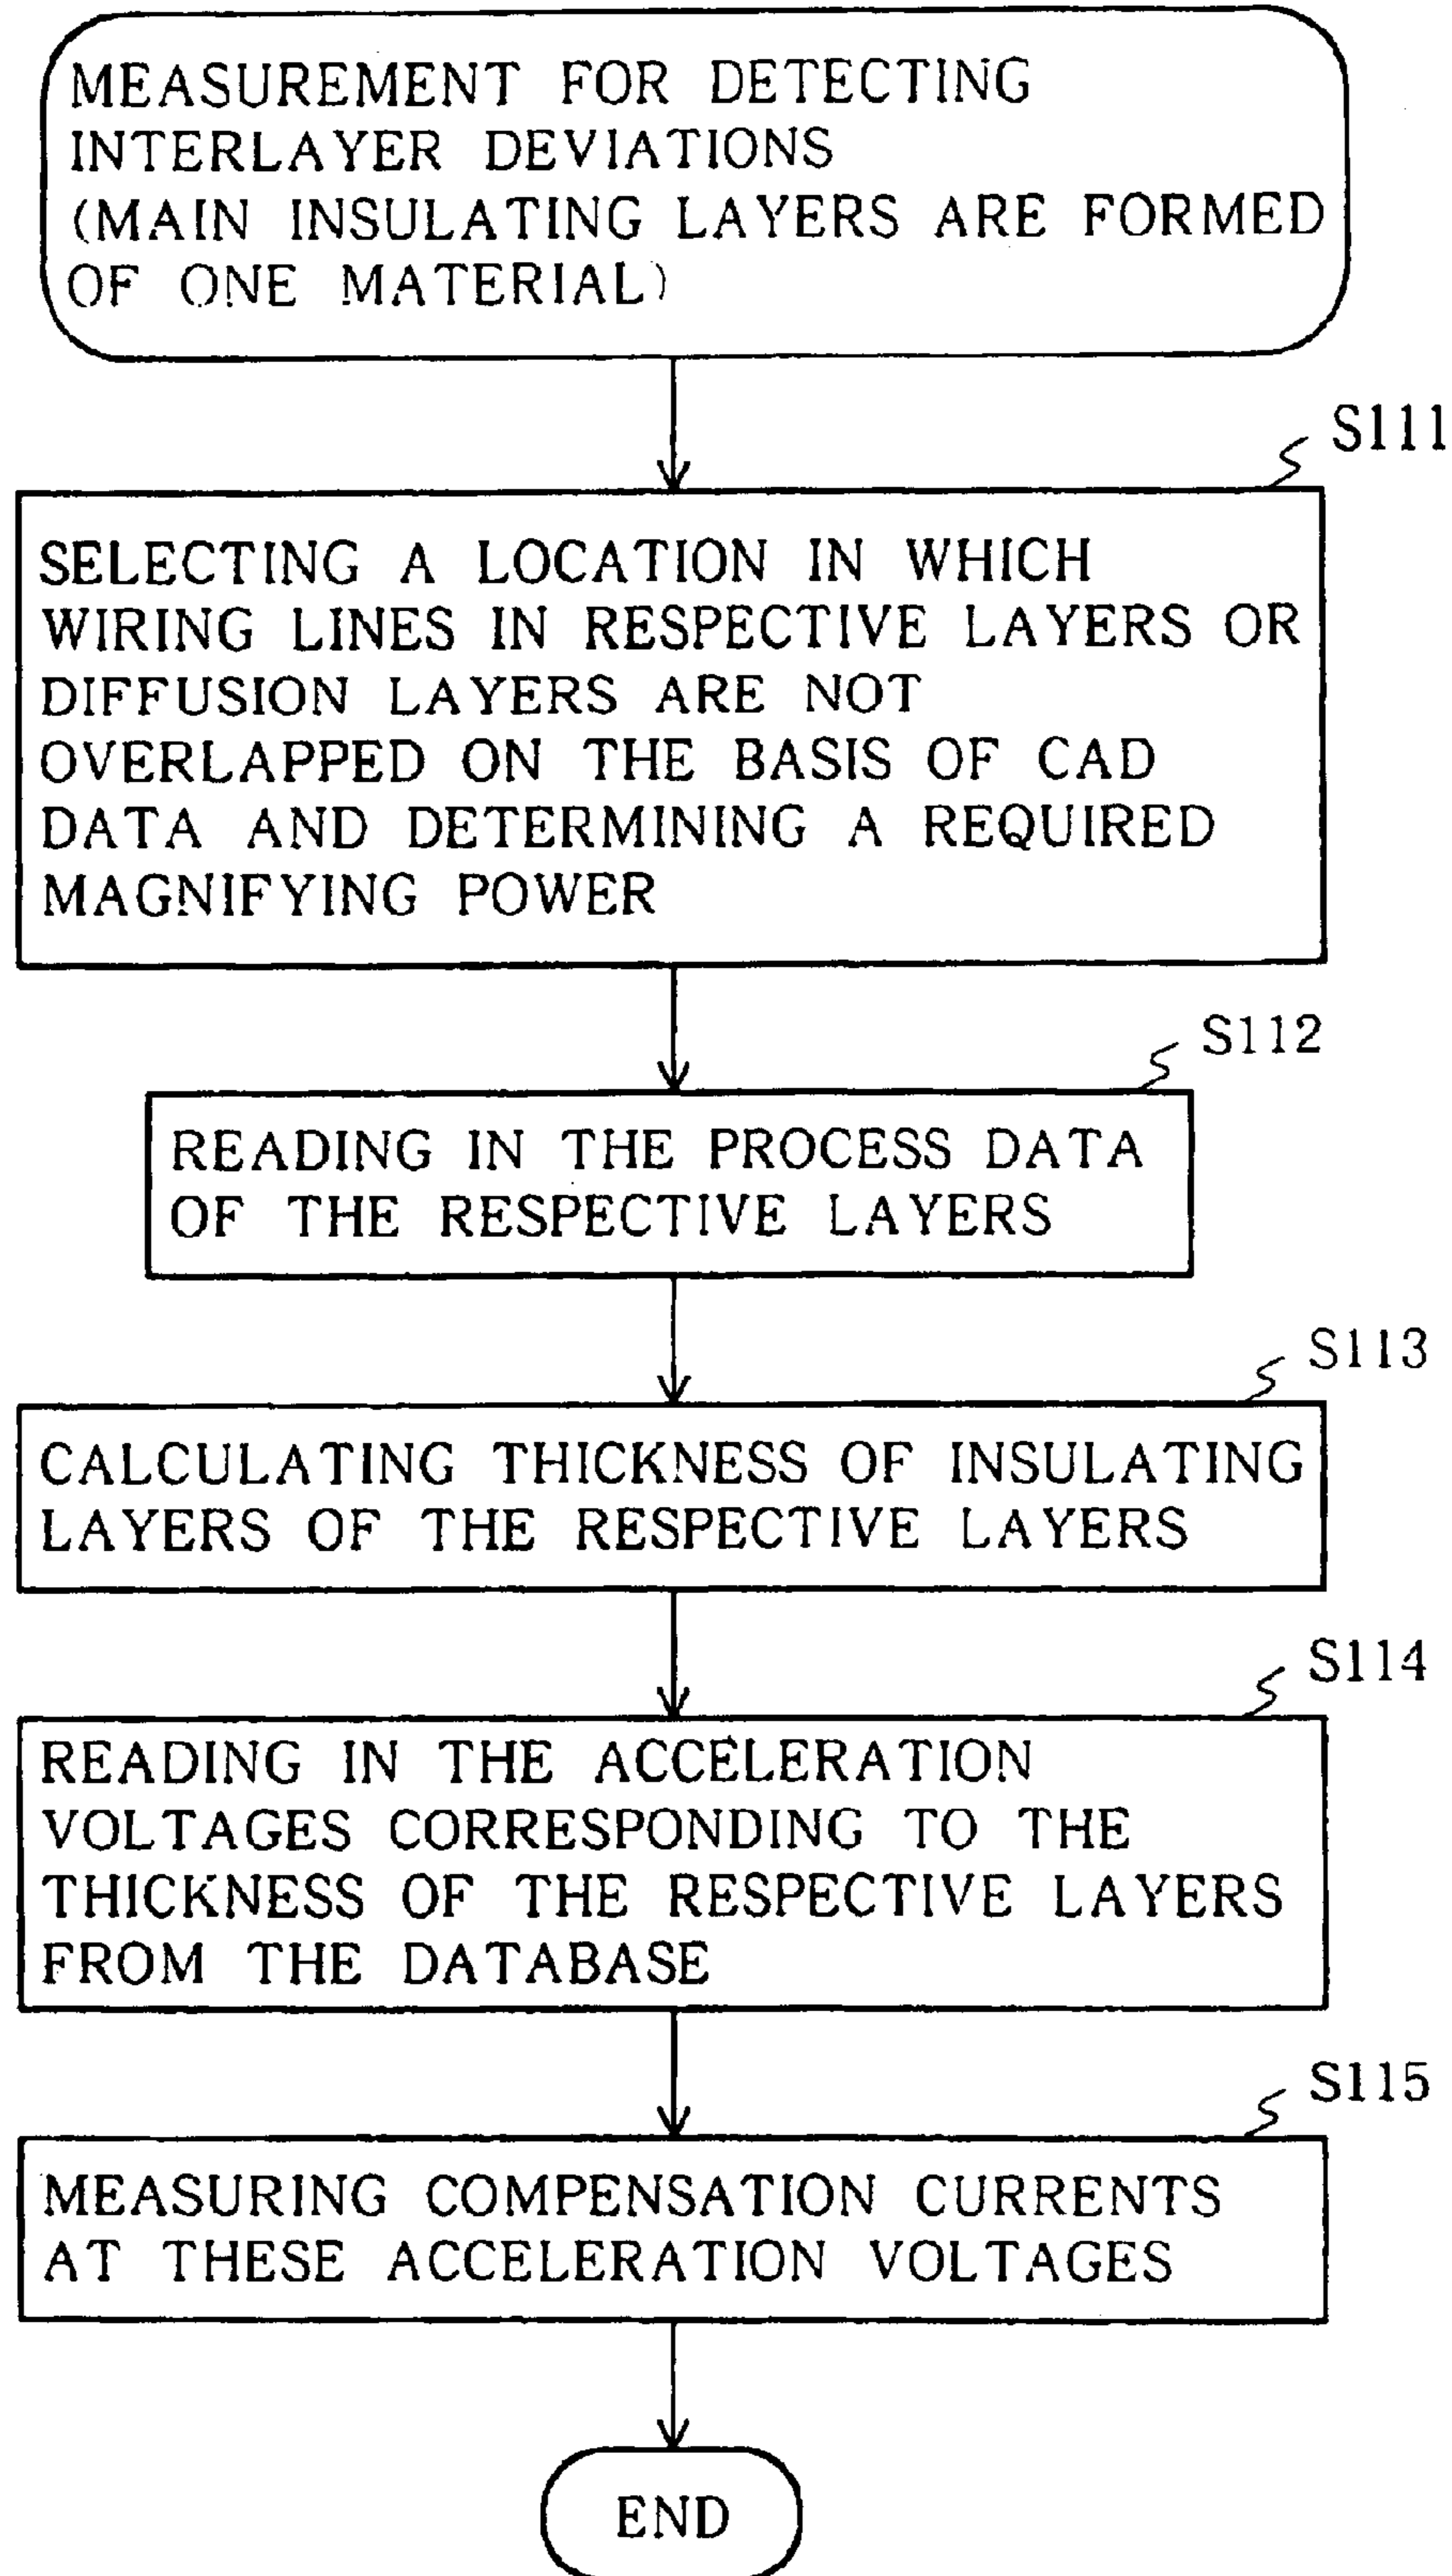 MEASUREMENT FOR DETECTING
INTERLAYER DEVIATIONS
(MAIN INSULATING LAYERS ARE FORMED
OF ONE MATERIAL)
S111
SELECTING A LOCATION IN WHICH
WIRING LINES IN RESPECTIVE LAYERS OR
DIFFUSION LAYERS ARE NOT
OVERLAPPED ON THE BASIS OF CAD
DATA AND DETERMINING A REQUIRED
MAGNIFYING POWER
S112
READING IN THE PROCESS DATA
OF THE RESPECTIVE LAYERS
S113
CALCULATING THICKNESS OF INSULATING
LAYERS OF THE RESPECTIVE LAYERS
S114
READING IN THE ACCELERATION
VOLTAGES CORRESPONDING TO THE
THICKNESS OF THE RESPECTIVE LAYERS
FROM THE DATABASE
S115
MEASURING COMPENSATION CURRENTS
AT THESE ACCELERATION VOLTAGES
END